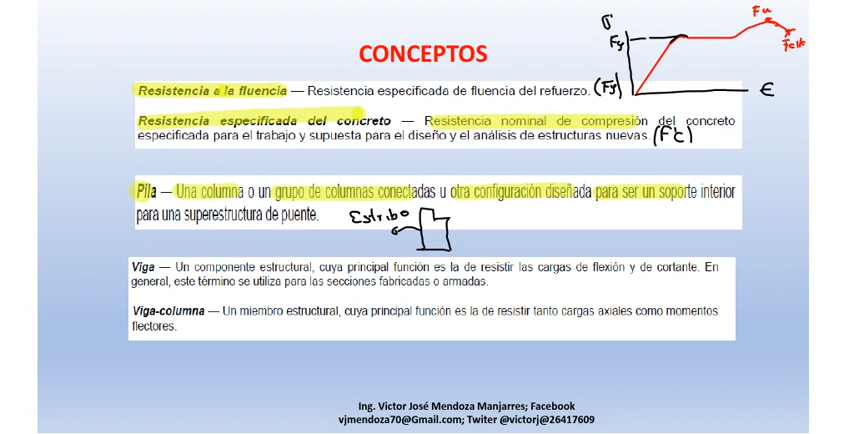 CONCEPTOS
σ
Fy
Fu
Resistencia a la fluencia — Resistencia especificada de fluencia del refuerzo. (Fy)
ε
Resistencia especificada del concreto — Resistencia nominal de compresión del concreto
especificada para el trabajo y supuesta para el diseño y el análisis de estructuras nuevas. (F'c)
Pila — Una columna o un grupo de columnas conectadas u otra configuración diseñada para ser un soporte interior
para una superestructura de puente.
Estribo
Viga — Un componente estructural, cuya principal función es la de resistir las cargas de flexión y de cortante. En
general, este término se utiliza para las secciones fabricadas o armadas.
Viga-columna — Un miembro estructural, cuya principal función es la de resistir tanto cargas axiales como momentos
flectores.
Ing. Victor José Mendoza Manjarres; Facebook
vjmendoza70@Gmail.com; Twiter @victorj@26417609